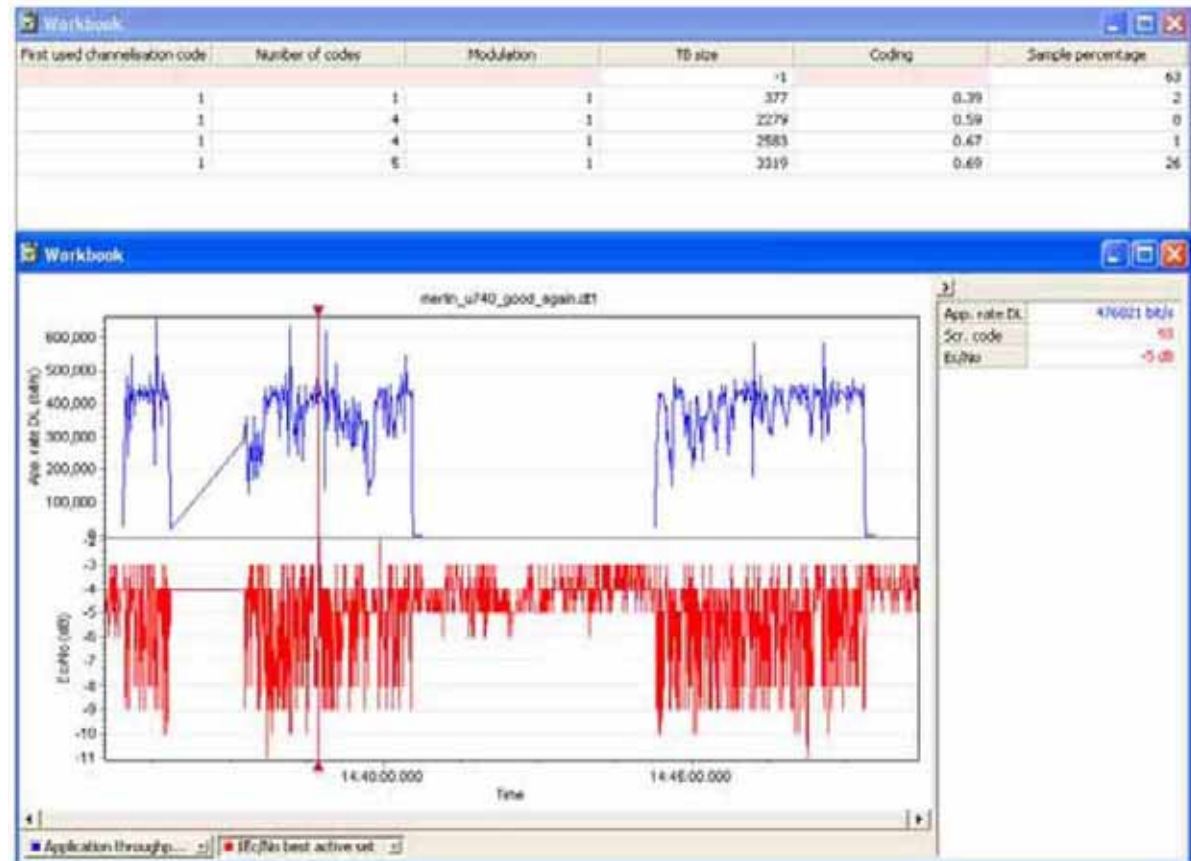 Workbook
First used channelisation code Number of codes Modulation TB size Coding Sample percentage
-1 63
1 1 1 377 0.39 2
1 4 1 2279 0.59 0
1 4 1 2583 0.67 1
1 5 1 3319 0.69 26
Workbook
merlin_u740_good_again.dt1
App. rate DL 476021 bit/s
Scr. code
Ec/No -5 dB
App. rate DL (bit/s)
600,000
500,000
400,000
300,000
200,000
100,000
0
Ec/No (dB)
-2
-3
-4
-5
-6
-7
-8
-9
-10
-11
14:40:00.000 14:45:00.000
Time
Application throughp...
Ec/No best active set